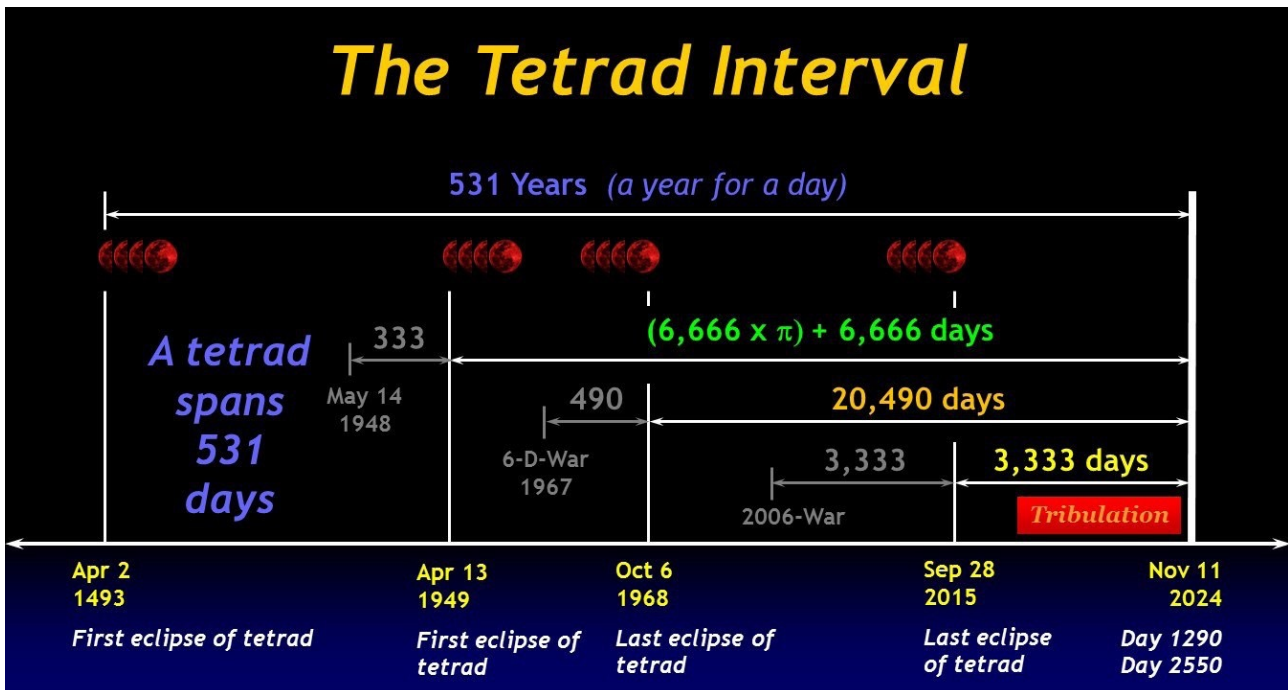 The Tetrad Interval
531 Years (a year for a day)
A tetrad
spans
531
days
333
May 14
1948
(6,666 x π) + 6,666 days
490
6-D-War
1967
20,490 days
3,333
2006-War
3,333 days
Tribulation
Apr 2
1493
First eclipse of tetrad
Apr 13
1949
First eclipse of
tetrad
Oct 6
1968
Last eclipse of
tetrad
Sep 28
2015
Last eclipse
of tetrad
Nov 11
2024
Day 1290
Day 2550